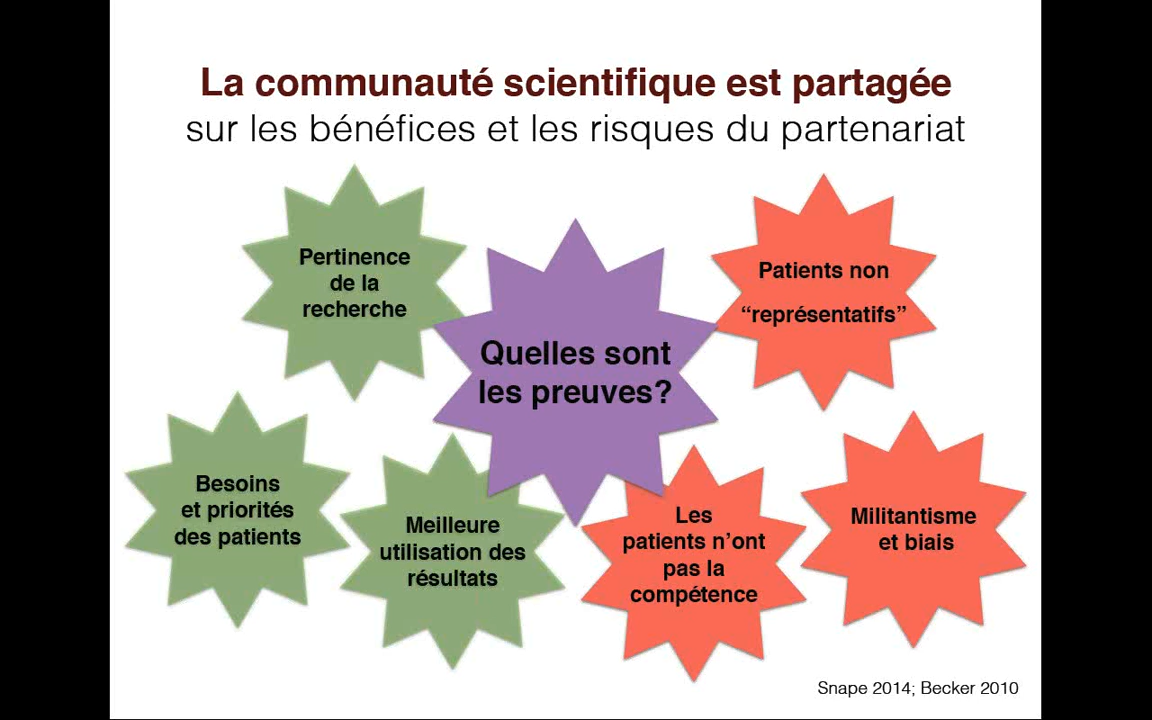 La communauté scientifique est partagée
sur les bénéfices et les risques du partenariat
Pertinence
de la
recherche
Quelles sont
les preuves?
Patients non
“représentatifs”
Besoins
et priorités
des patients
Meilleure
utilisation des
résultats
Les
patients n’ont
pas la
compétence
Militantisme
et biais
Snape 2014; Becker 2010